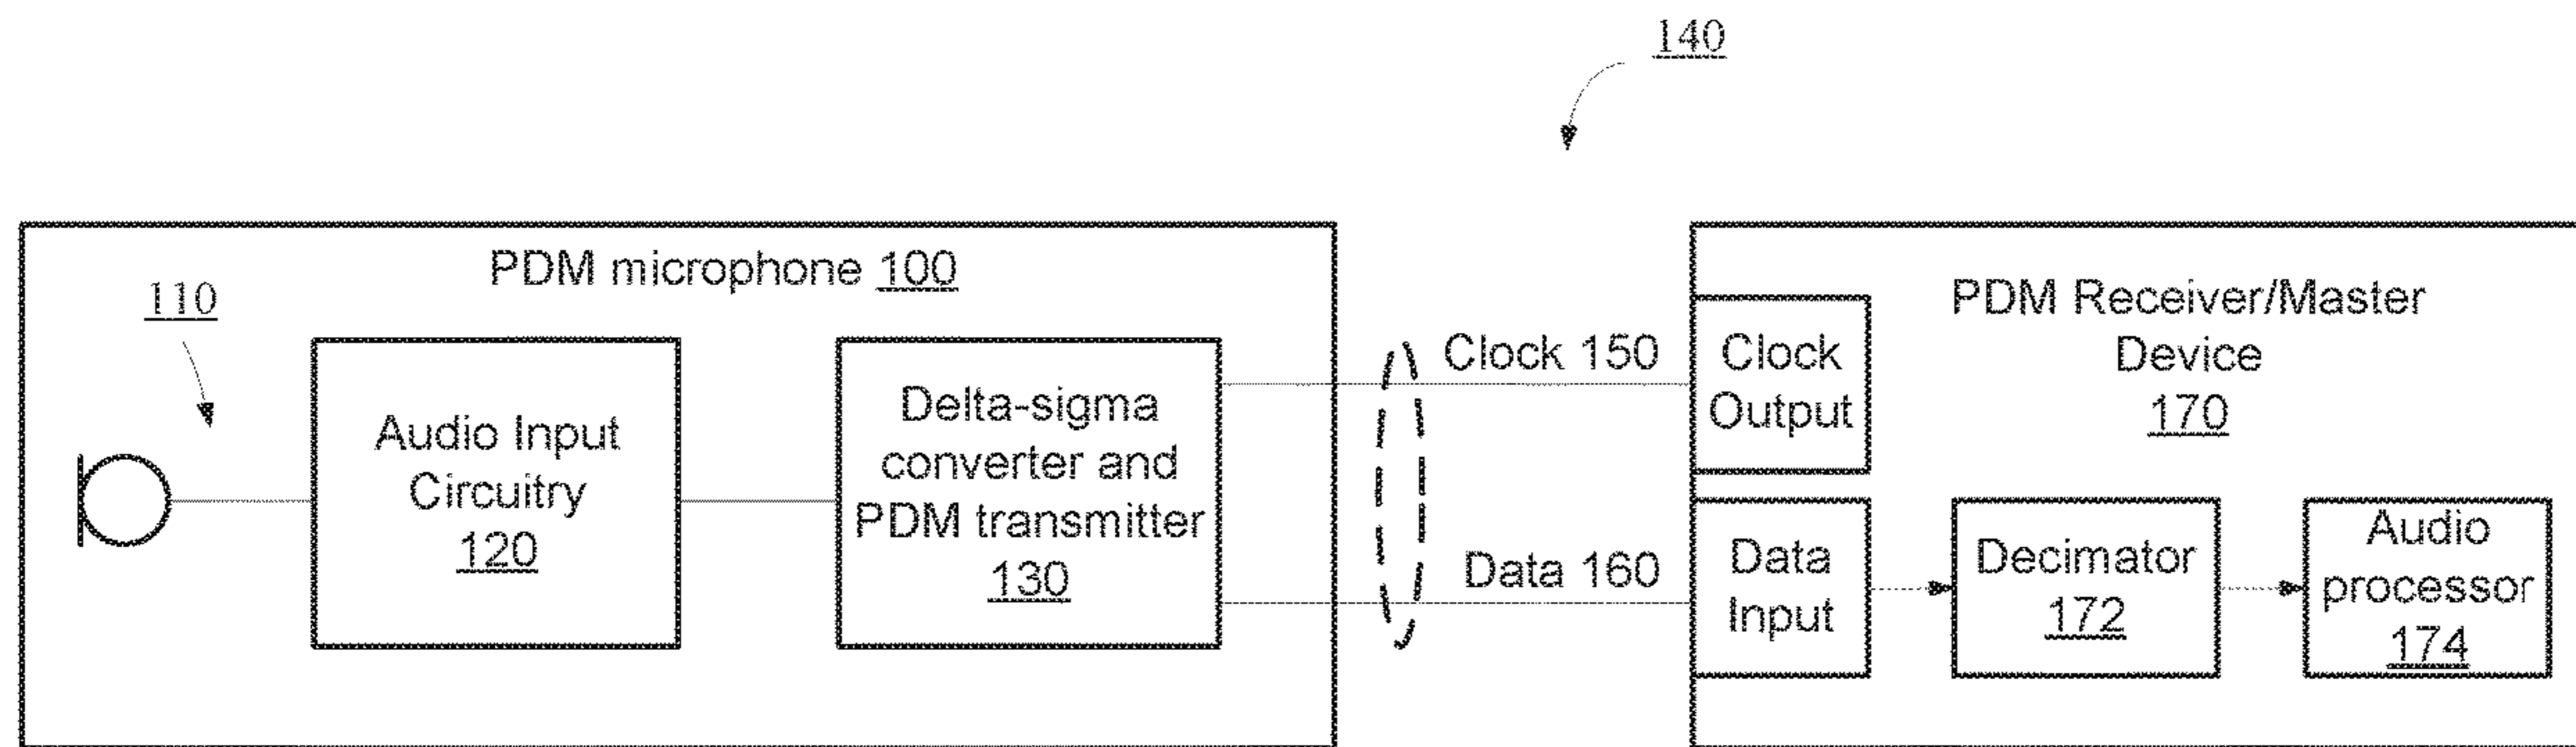 140
PDM microphone 100
110
Audio Input
Circuitry
120
Delta-sigma
converter and
PDM transmitter
130
Clock 150
Data 160
Clock
Output
PDM Receiver/Master
Device
170
Data
Input
Decimator
172
Audio
processor
174